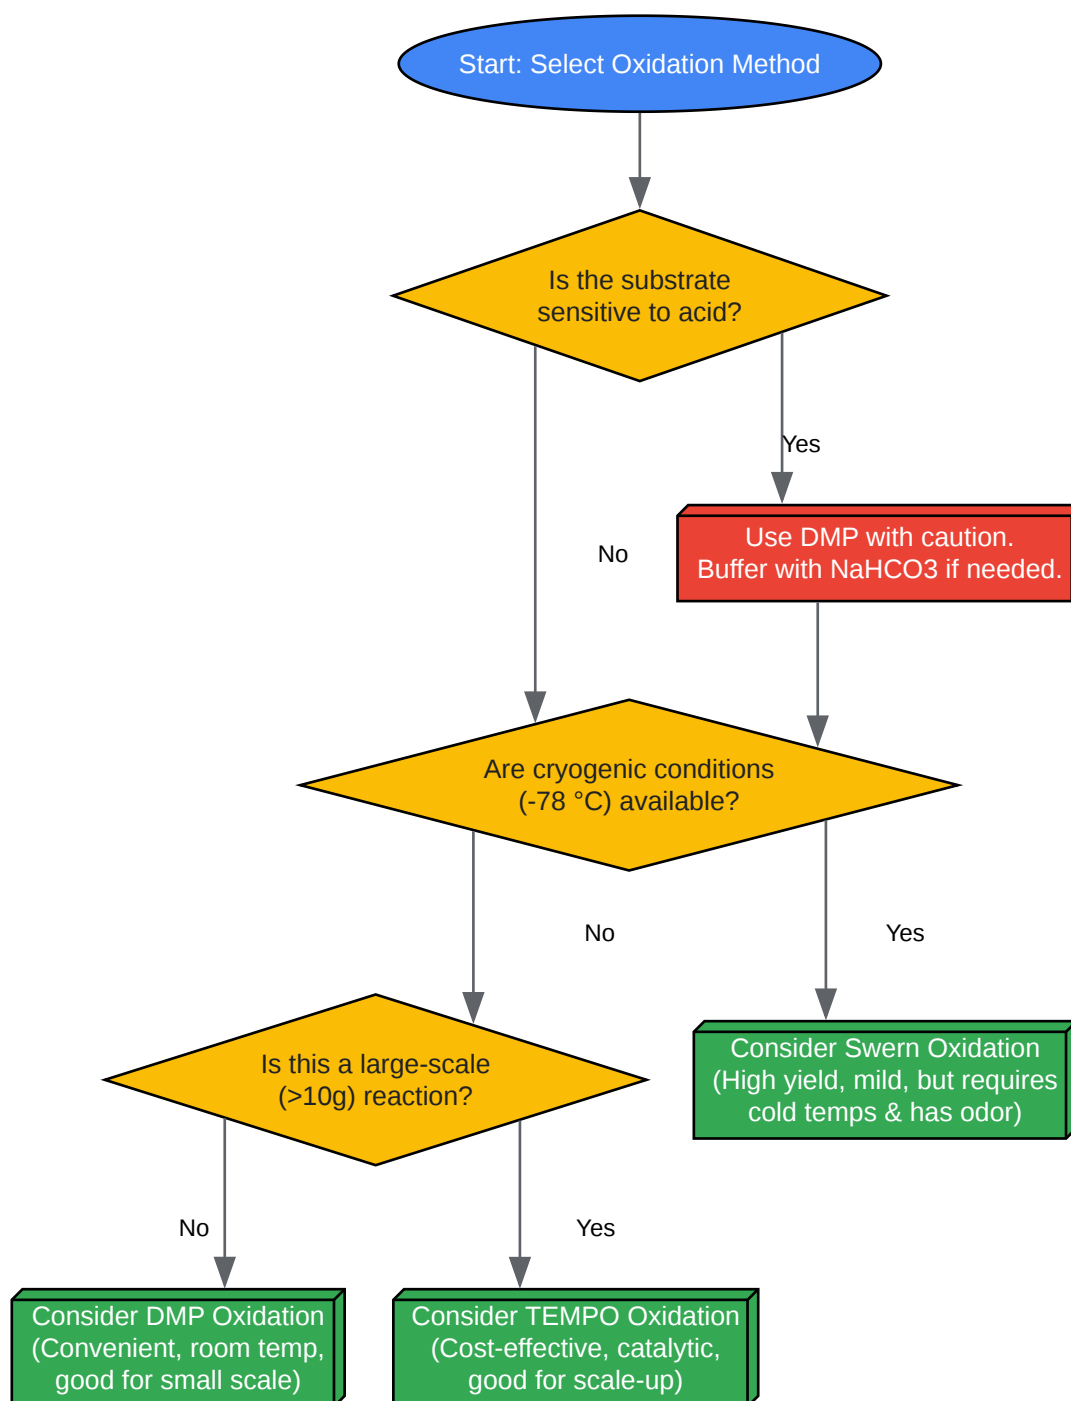 Start: Select Oxidation Method
Is the substrate
sensitive to acid?
Yes
Use DMP with caution.
Buffer with NaHCO3 if needed.
No
Are cryogenic conditions
(-78 °C) available?
No
Yes
Consider Swern Oxidation
(High yield, mild, but requires
cold temps & has odor)
Is this a large-scale
(>10g) reaction?
No
Yes
Consider DMP Oxidation
(Convenient, room temp,
good for small scale)
Consider TEMPO Oxidation
(Cost-effective, catalytic,
good for scale-up)